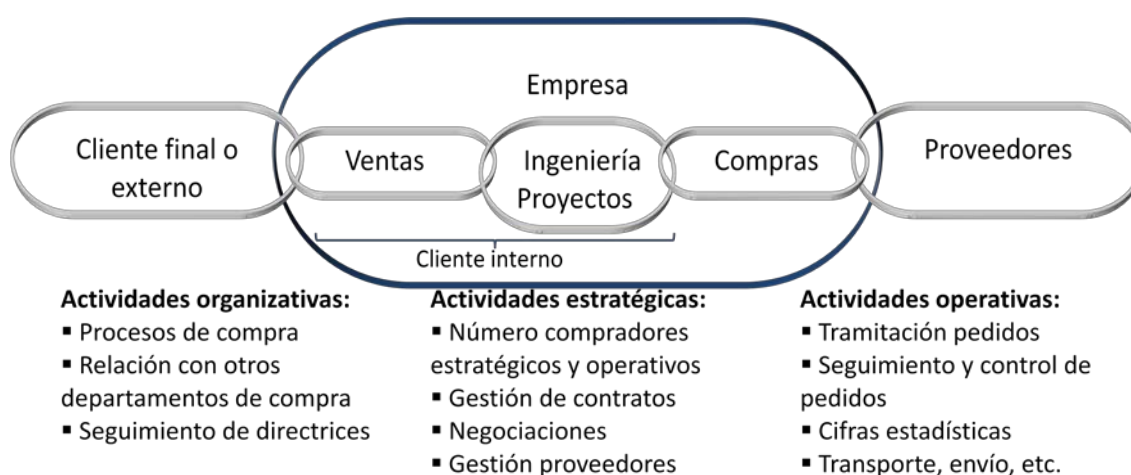 Empresa
Cliente final o
externo
Ventas
Ingeniería
Proyectos
Compras
Proveedores
Cliente interno
Actividades organizativas:
▪ Procesos de compra
▪ Relación con otros
departamentos de compra
▪ Seguimiento de directrices
Actividades estratégicas:
▪ Número compradores
estratégicos y operativos
▪ Gestión de contratos
▪ Negociaciones
▪ Gestión proveedores
Actividades operativas:
▪ Tramitación pedidos
▪ Seguimiento y control de
pedidos
▪ Cifras estadísticas
▪ Transporte, envío, etc.